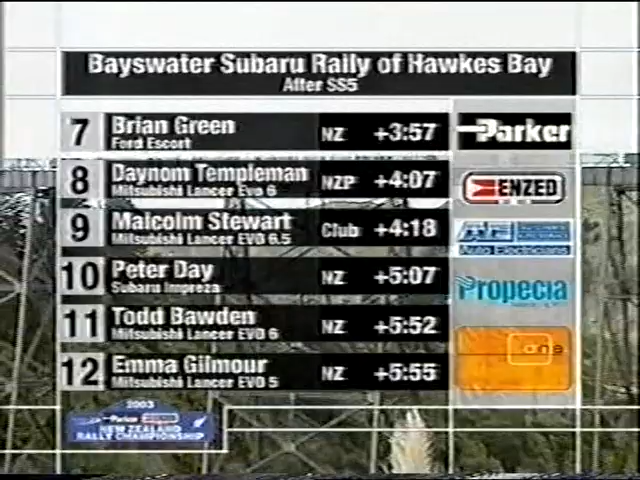 Bayswater Subaru Rally of Hawkes Bay
After SS5
7 Brian Green NZ +3:57
Ford Escort
8 Daynom Templeman NZP +4:07
Mitsubishi Lancer Evo 6
9 Malcolm Stewart Club +4:18
Mitsubishi Lancer EVO 6.5
10 Peter Day NZ +5:07
Subaru Impreza
11 Todd Bawden NZ +5:52
Mitsubishi Lancer EVO 6
12 Emma Gilmour NZ +5:55
Mitsubishi Lancer EVO 5
Parker
ENZED
Auto Electricians
Propecia
one
2003
Parker ENZED
NEW ZEALAND
RALLY CHAMPIONSHIP